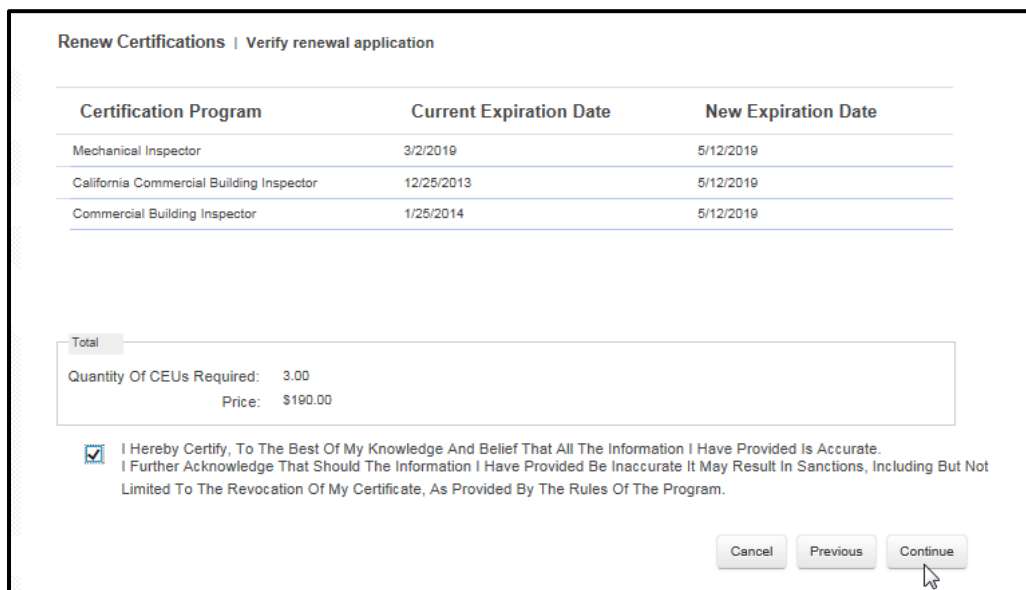 Renew Certifications | Verify renewal application
Certification Program Current Expiration Date New Expiration Date
Mechanical Inspector 3/2/2019 5/12/2019
California Commercial Building Inspector 12/25/2013 5/12/2019
Commercial Building Inspector 1/25/2014 5/12/2019
Total
Quantity Of CEUs Required: 3.00
Price: $190.00
I Hereby Certify, To The Best Of My Knowledge And Belief That All The Information I Have Provided Is Accurate.
I Further Acknowledge That Should The Information I Have Provided Be Inaccurate It May Result In Sanctions, Including But Not
Limited To The Revocation Of My Certificate, As Provided By The Rules Of The Program.
Cancel Previous Continue